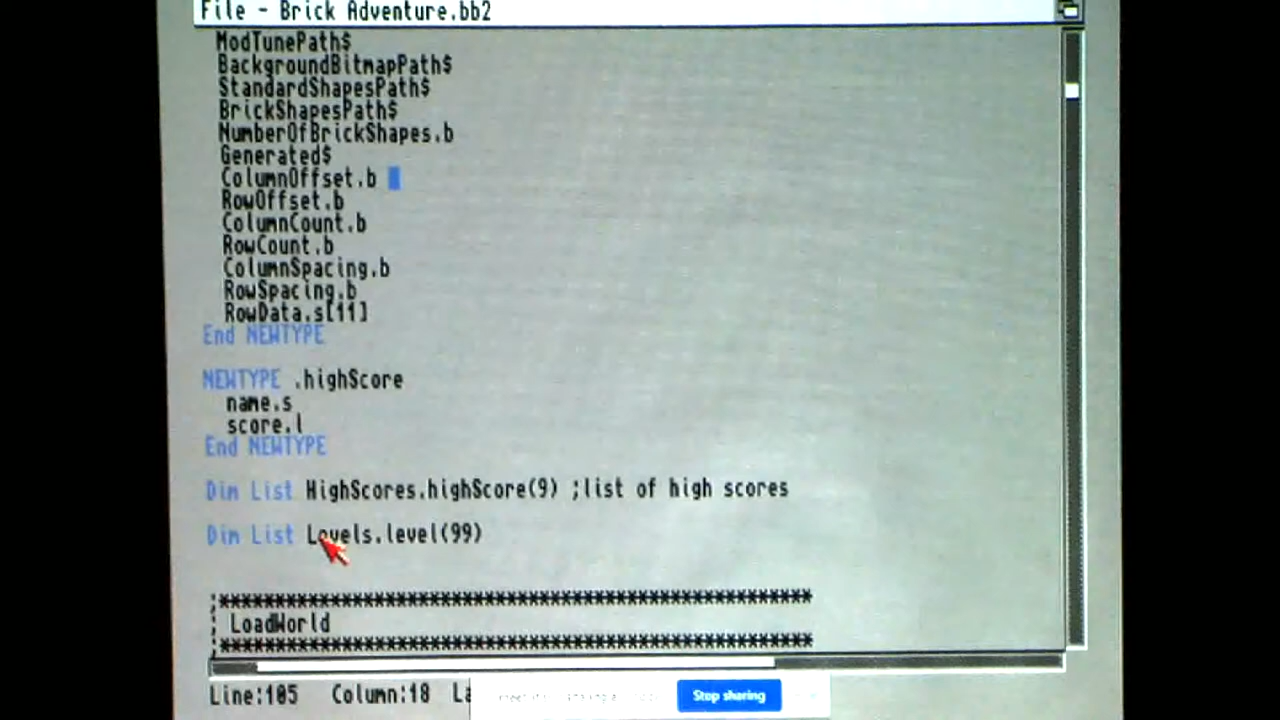 File - Brick Adventure.bb2
ModTunePath$
BackgroundBitmapPath$
StandardShapesPath$
BrickShapesPath$
NumberOfBrickShapes.b
Generated$
ColumnOffset.b
RowOffset.b
ColumnCount.b
RowCount.b
ColumnSpacing.b
RowSpacing.b
RowData.s[11]
End NEWTYPE
NEWTYPE .highScore
name.s
score.l
End NEWTYPE
Dim List HighScores.highScore(9) ;list of high scores
Dim List Levels.level(99)
;*****************************************************
; LoadWorld
;*****************************************************
Line:105 Column:18 La
Stop sharing